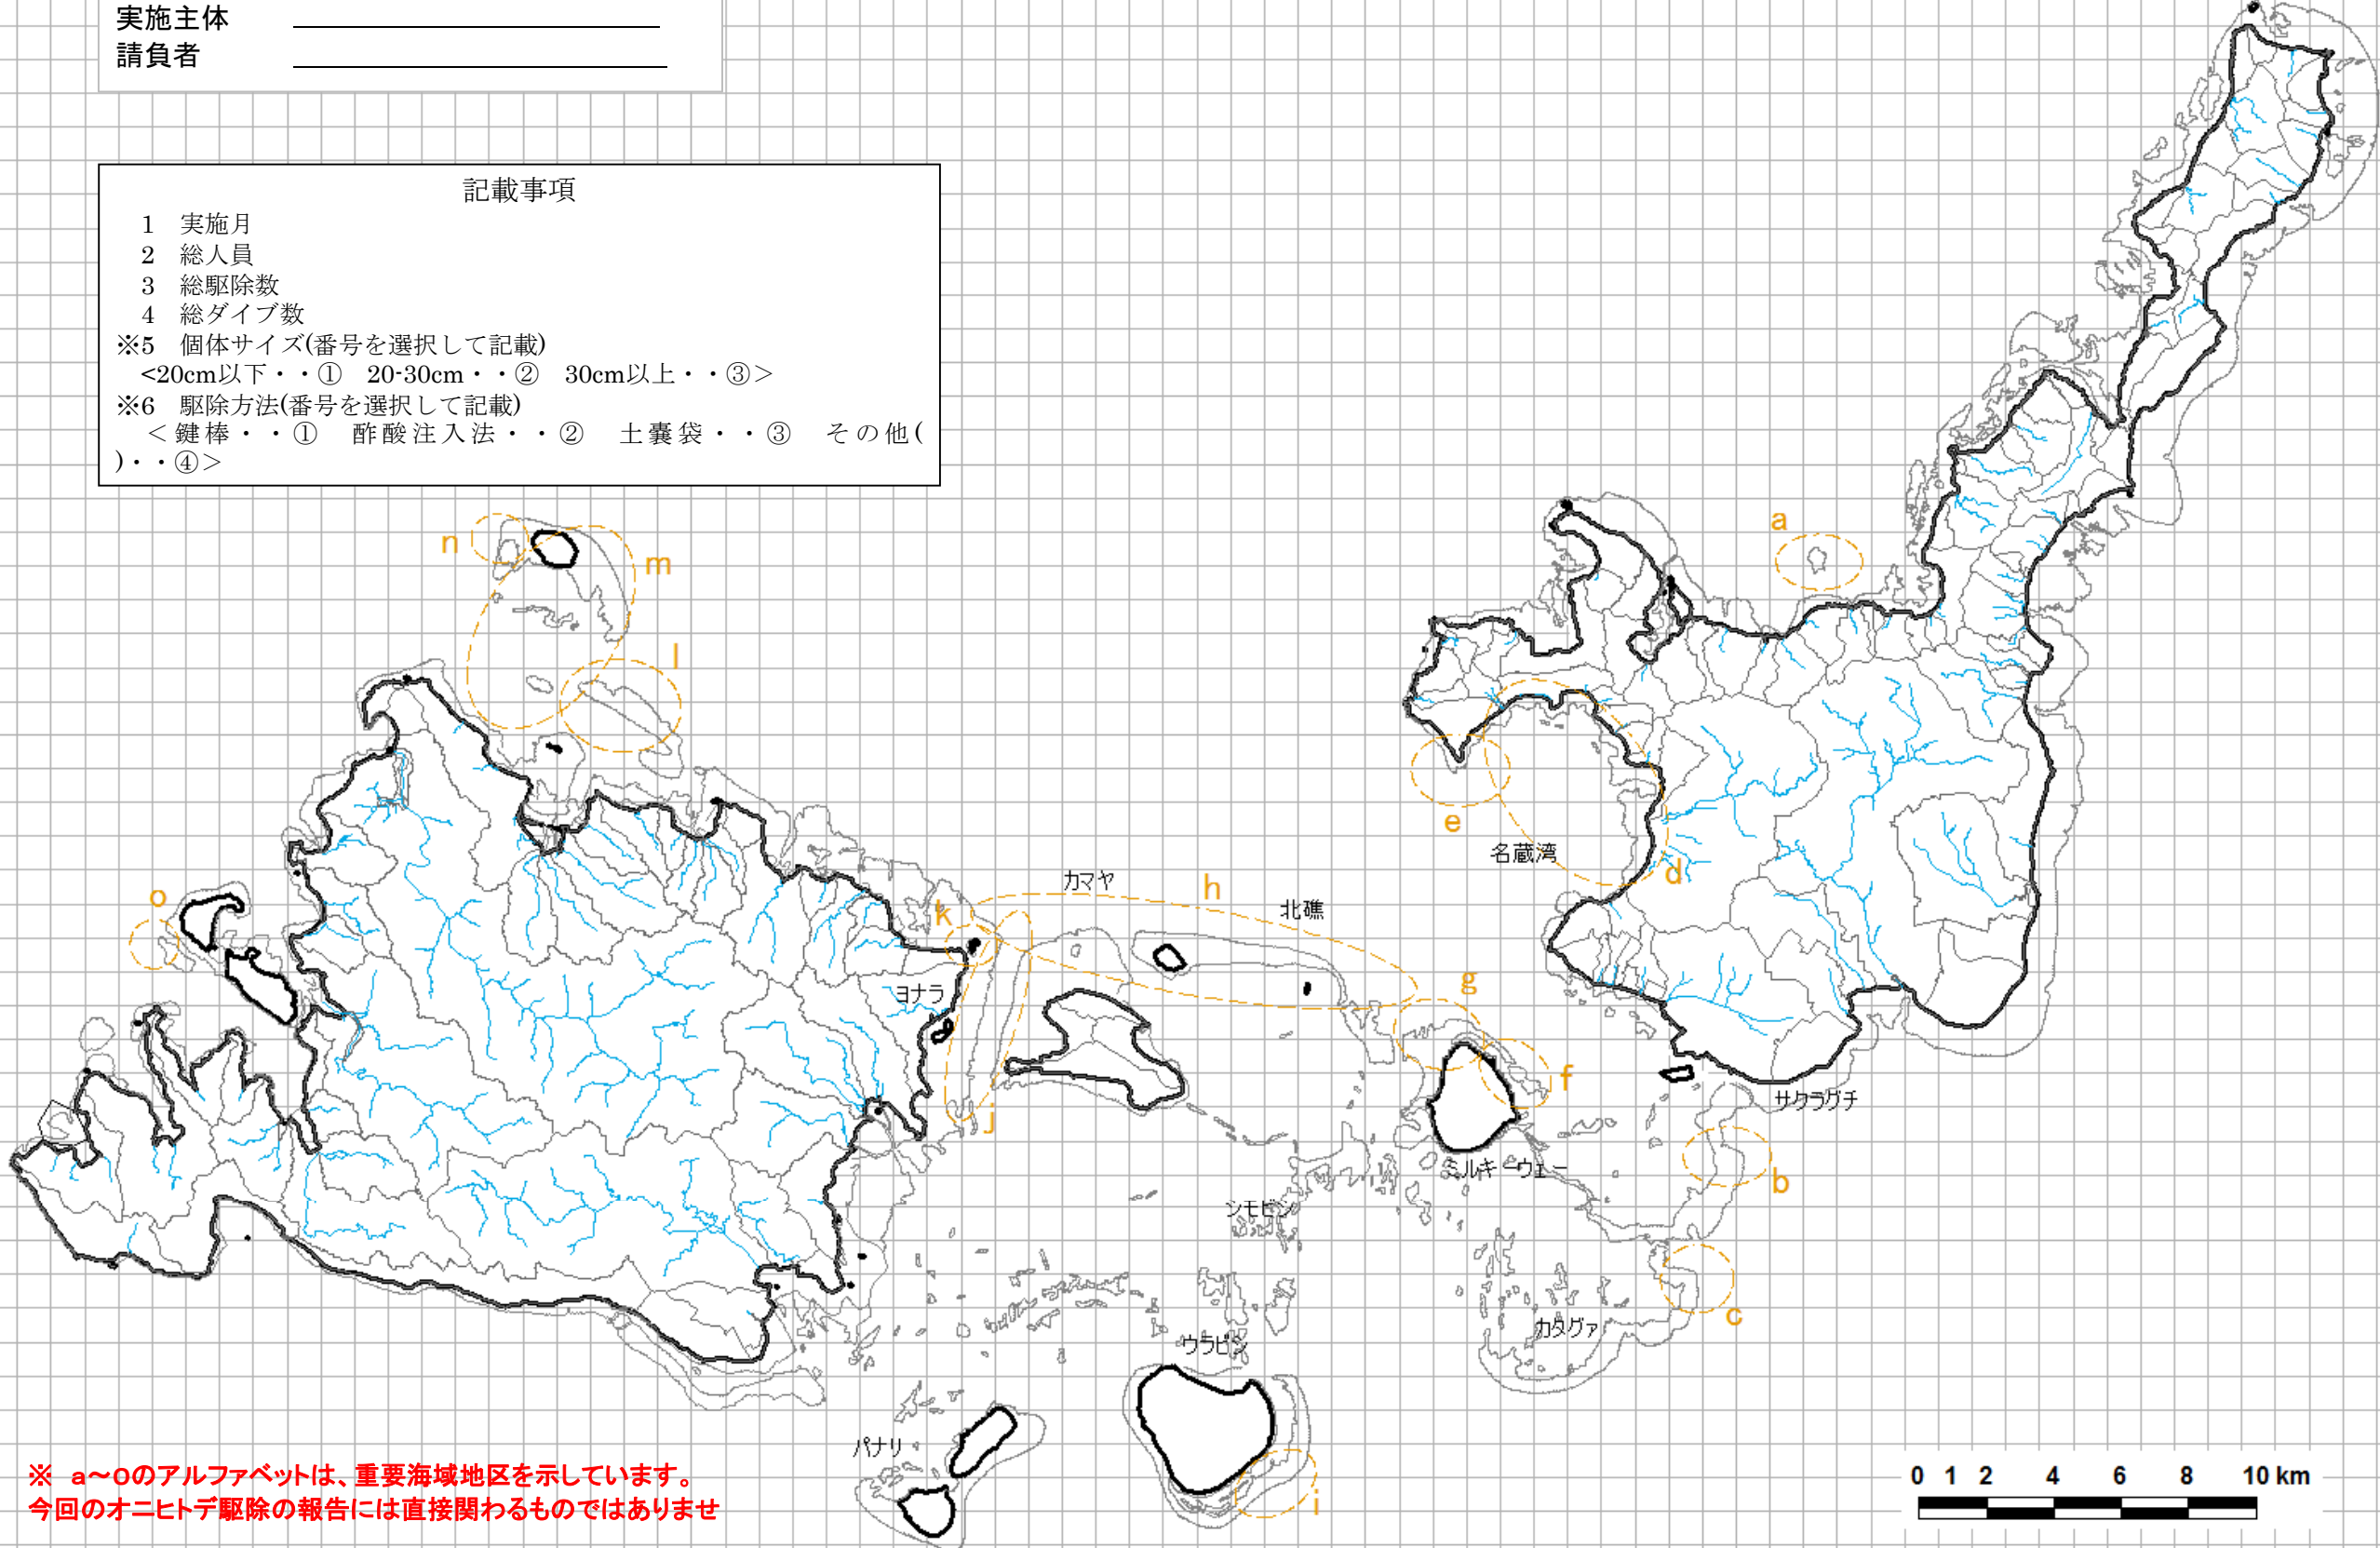 実施主体
請負者
記載事項
1 実施月
2 総人員
3 総駆除数
4 総ダイブ数
※5 個体サイズ(番号を選択して記載)
<20cm以下・・① 20-30cm・・② 30cm以上・・③>
※6 駆除方法(番号を選択して記載)
<鍵棒・・① 酢酸注入法・・② 土嚢袋・・③ その他(
)・・④>
a
n
m
l
e
名蔵湾
d
カマヤ
h
北礁
o
k
ヨナラ
g
f
j
サクラグチ
ミルキーウェー
b
シモビシ
c
カタグァ
ウラビシ
パナリ
i
※ a~oのアルファベットは、重要海域地区を示しています。
今回のオニヒトデ駆除の報告には直接関わるものではありませ
0 1 2 4 6 8 10 km